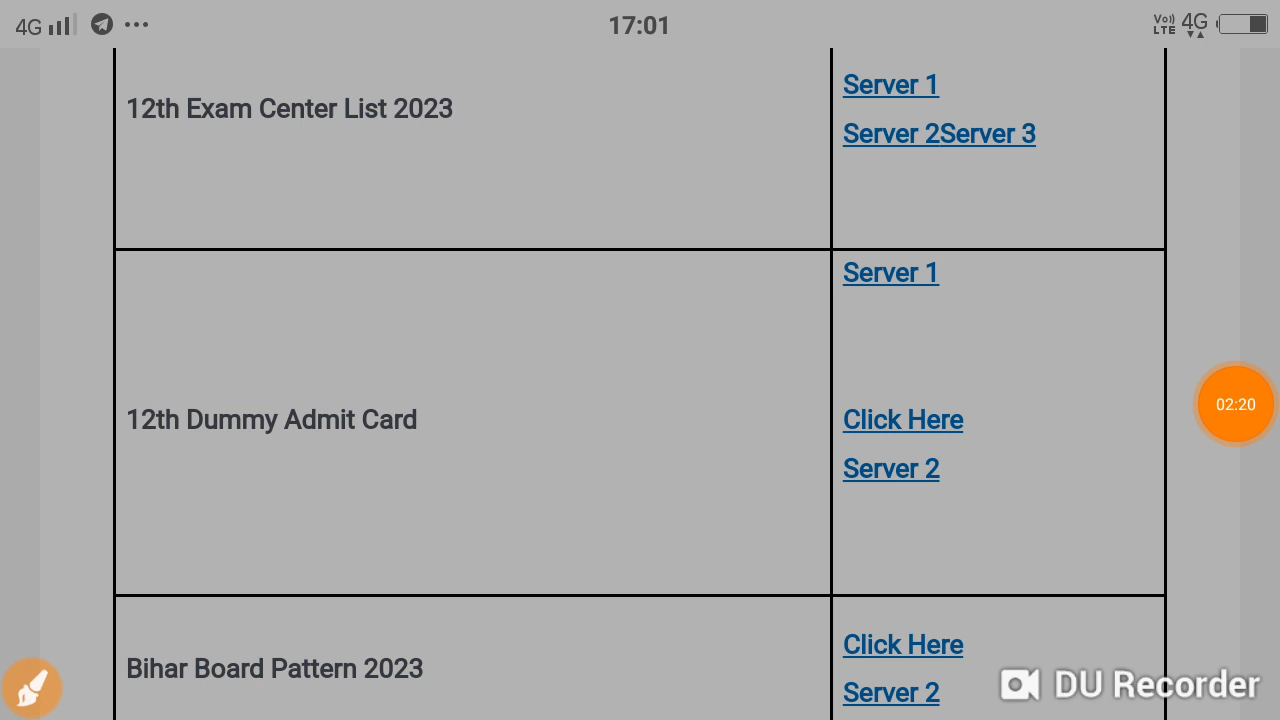 4G 17:01 Vo)) LTE 4G
12th Exam Center List 2023
Server 1
Server 2Server 3
12th Dummy Admit Card
Server 1
Click Here
Server 2
02:20
Bihar Board Pattern 2023
Click Here
Server 2
DU Recorder